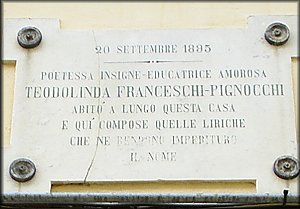 20 SETTEMBRE 1895
POETESSA INSIGNE-EDUCATRICE AMOROSA
TEODOLINDA FRANCESCHI-PIGNOCCHI
ABITÒ A LUNGO QUESTA CASA
E QUI COMPOSE QUELLE LIRICHE
CHE NE RENDONO IMPERITURO
IL NOME